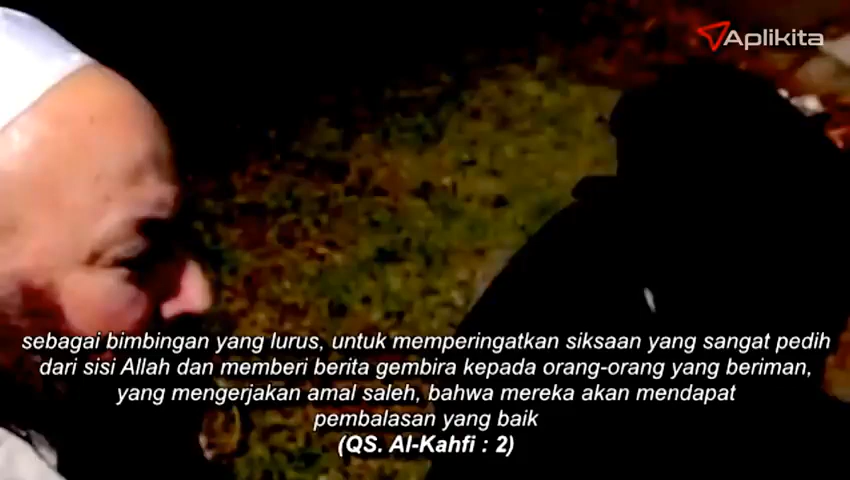 Aplikita
sebagai bimbingan yang lurus, untuk memperingatkan siksaan yang sangat pedih
dari sisi Allah dan memberi berita gembira kepada orang-orang yang beriman,
yang mengerjakan amal saleh, bahwa mereka akan mendapat
pembalasan yang baik
(QS. Al-Kahfi : 2)